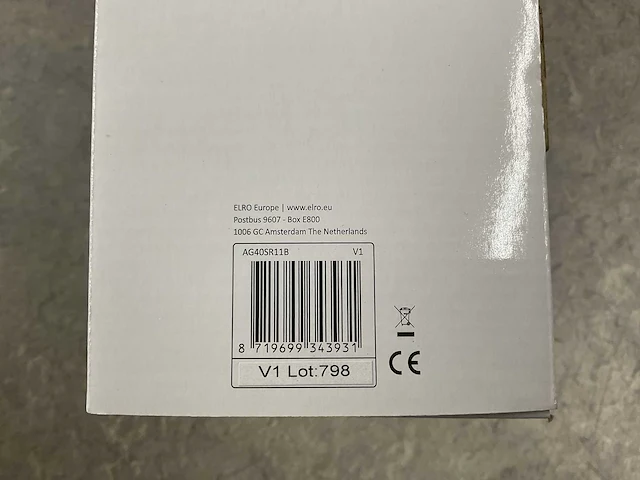 ELRO Europe | www.elro.eu
Postbus 9607 - Box E800
1006 GC Amsterdam The Netherlands
AG40SR11B V1
8 719699 343931
V1 Lot:798
CE